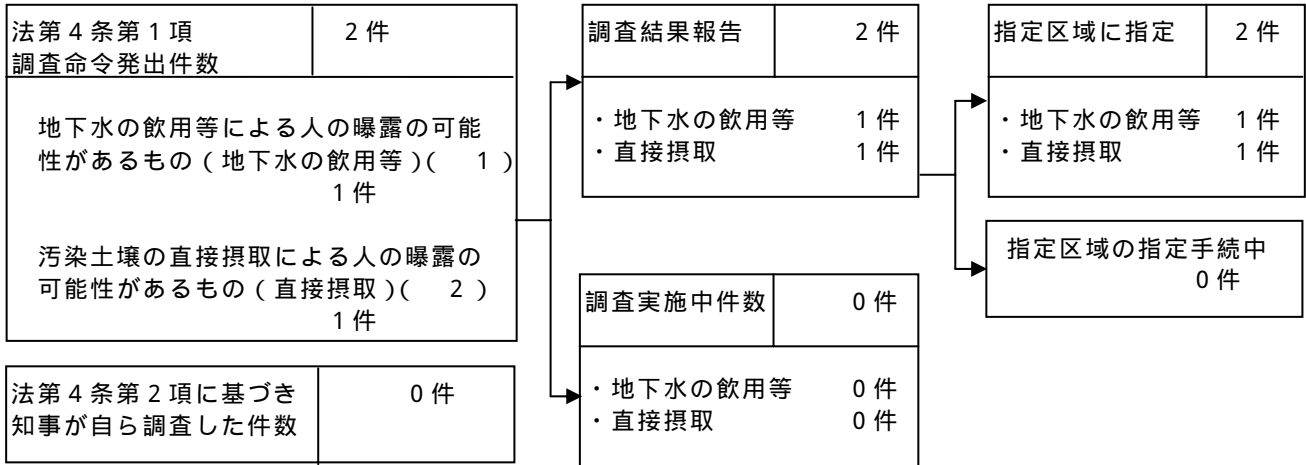 法第４条第１項 ２件
調査命令発出件数
地下水の飲用等による人の曝露の可能
性があるもの（地下水の飲用等）（　１）
１件
汚染土壌の直接摂取による人の曝露の
可能性があるもの（直接摂取）（　２）
１件
法第４条第２項に基づき ０件
知事が自ら調査した件数
調査結果報告 ２件
・地下水の飲用等 １件
・直接摂取 １件
調査実施中件数 ０件
・地下水の飲用等 ０件
・直接摂取 ０件
指定区域に指定 ２件
・地下水の飲用等 １件
・直接摂取 １件
指定区域の指定手続中
０件